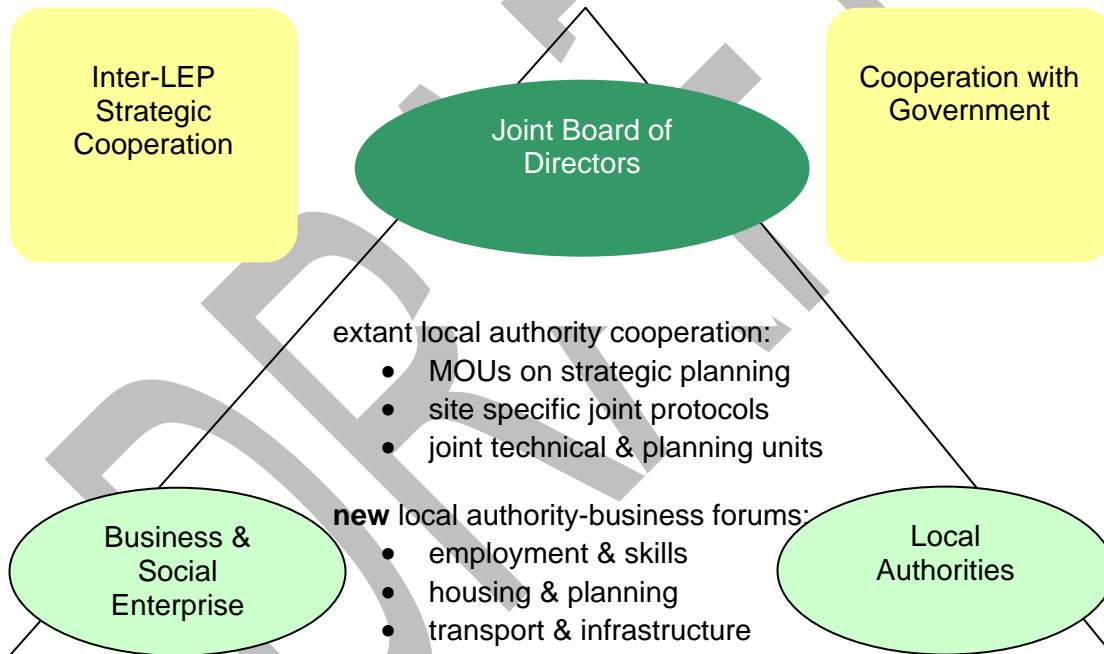 Inter-LEP
Strategic
Cooperation
Cooperation with
Government
Joint Board of
Directors
extant local authority cooperation:
• MOUs on strategic planning
• site specific joint protocols
• joint technical & planning units
Business &
Social
Enterprise
new local authority-business forums:
• employment & skills
• housing & planning
• transport & infrastructure
Local
Authorities